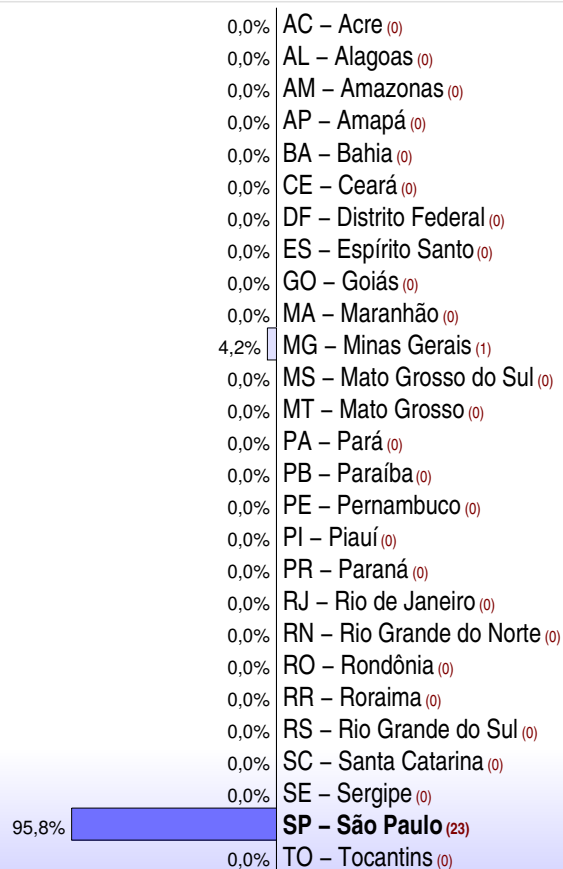 0,0% AC – Acre (0)
0,0% AL – Alagoas (0)
0,0% AM – Amazonas (0)
0,0% AP – Amapá (0)
0,0% BA – Bahia (0)
0,0% CE – Ceará (0)
0,0% DF – Distrito Federal (0)
0,0% ES – Espírito Santo (0)
0,0% GO – Goiás (0)
0,0% MA – Maranhão (0)
4,2% MG – Minas Gerais (1)
0,0% MS – Mato Grosso do Sul (0)
0,0% MT – Mato Grosso (0)
0,0% PA – Pará (0)
0,0% PB – Paraíba (0)
0,0% PE – Pernambuco (0)
0,0% PI – Piauí (0)
0,0% PR – Paraná (0)
0,0% RJ – Rio de Janeiro (0)
0,0% RN – Rio Grande do Norte (0)
0,0% RO – Rondônia (0)
0,0% RR – Roraima (0)
0,0% RS – Rio Grande do Sul (0)
0,0% SC – Santa Catarina (0)
0,0% SE – Sergipe (0)
95,8% SP – São Paulo (23)
0,0% TO – Tocantins (0)